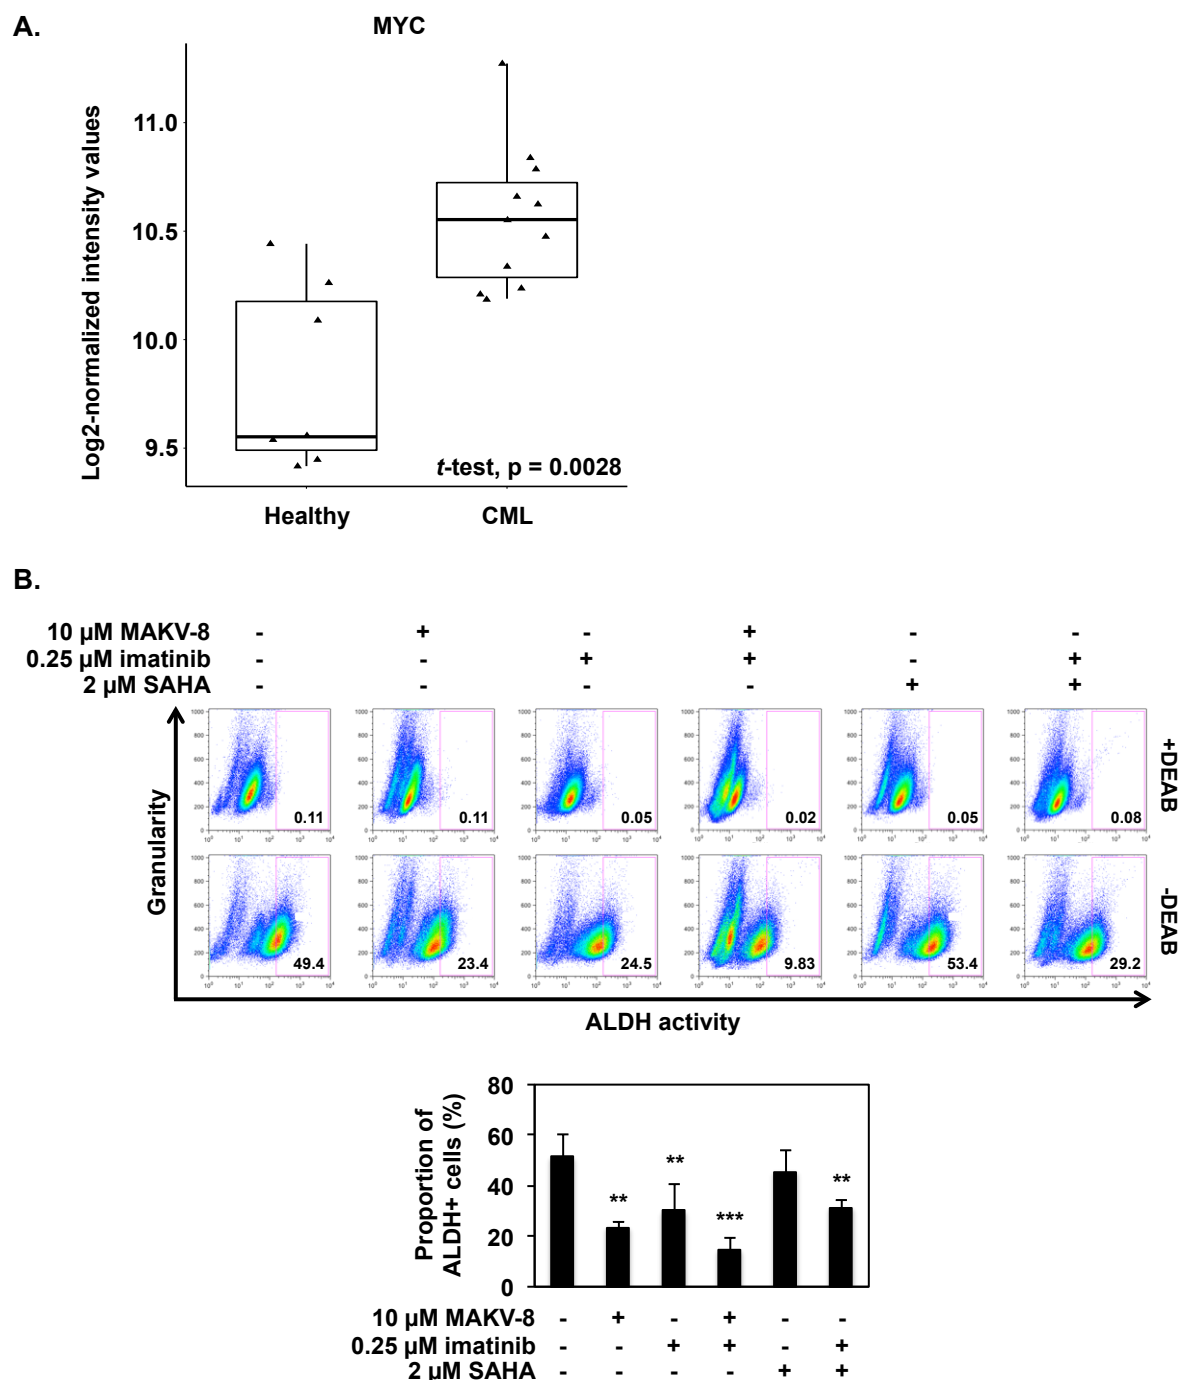 A.
MYC
Log2-normalized intensity values
11.0
10.5
10.0
9.5
t-test, p = 0.0028
Healthy CML
B.
10 µM MAKV-8 - + - + - -
0.25 µM imatinib - - + + - +
2 µM SAHA - - - - + +
Granularity
0.11 0.11 0.05 0.02 0.05 0.08
+DEAB
49.4 23.4 24.5 9.83 53.4 29.2
-DEAB
ALDH activity
Proportion of
ALDH+ cells (%)
80
60
40
20
0
** ** *** **
10 µM MAKV-8 - + - + - -
0.25 µM imatinib - - + + - +
2 µM SAHA - - - - + +